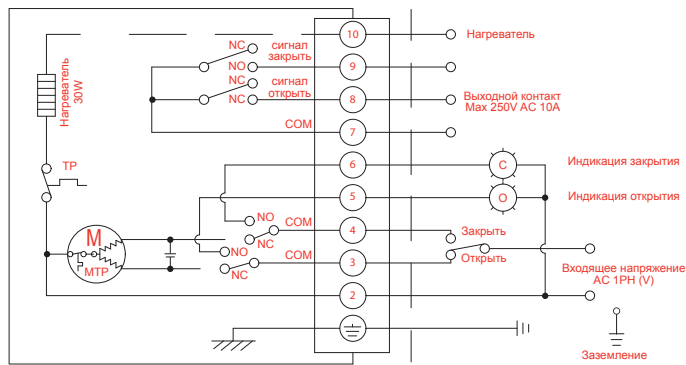 10
Нагреватель
NC
сигнал
закрыть
NO
9
NC
сигнал
открыть
NC
8
Выходной контакт
Max 250V AC 10A
Нагреватель
30W
COM
7
TP
6
C
Индикация закрытия
5
O
Индикация открытия
NO
COM
4
Закрыть
NC
M
MTP
NO
COM
3
Открыть
NC
Входящее напряжение
AC 1PH (V)
2
Заземление